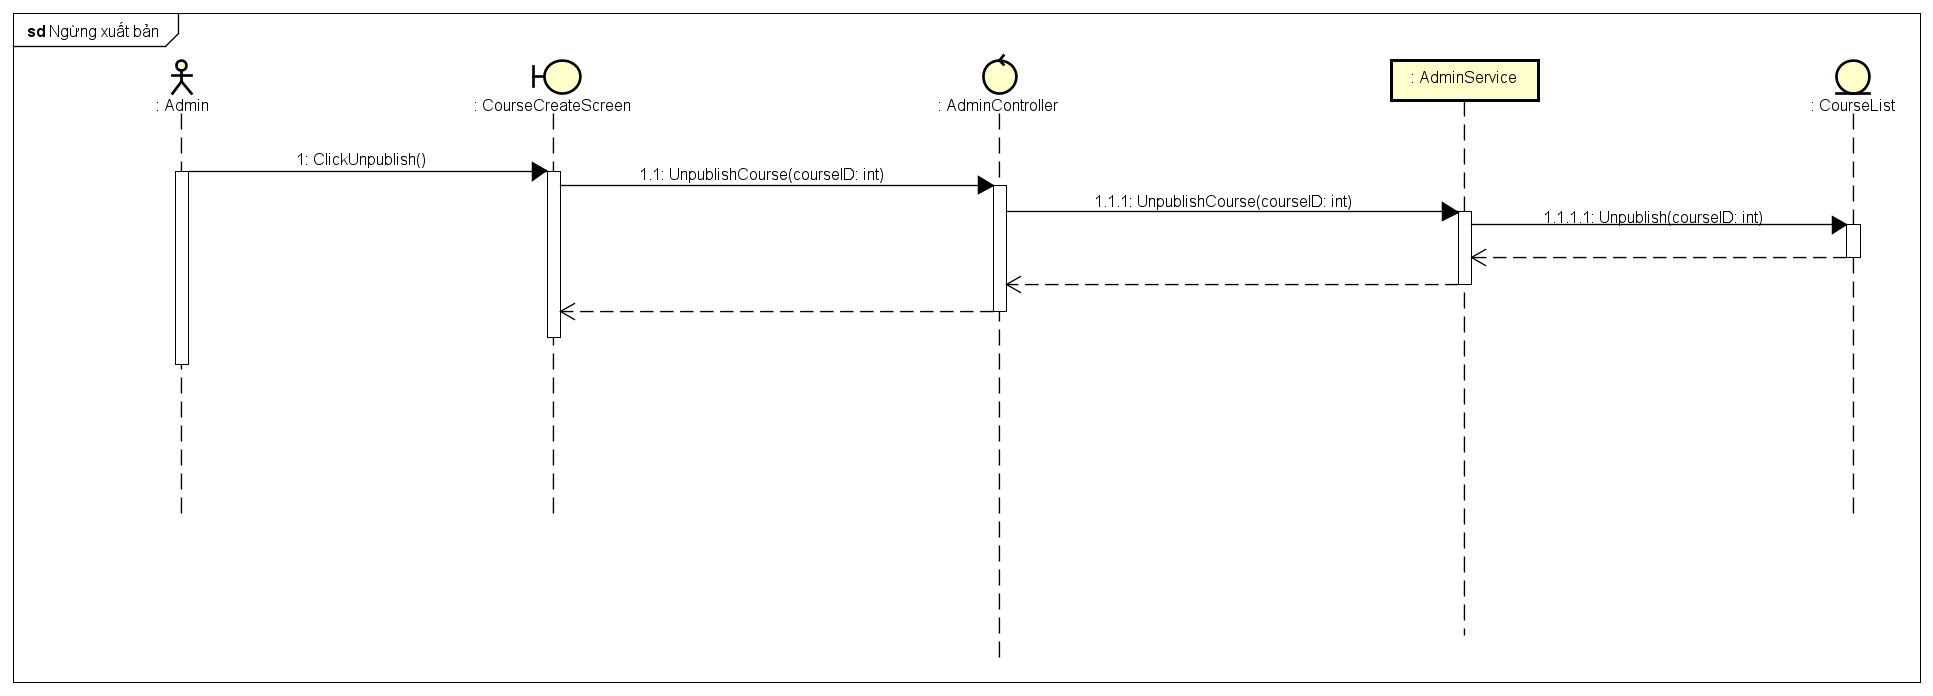 sd Ngừng xuất bản
: Admin
: CourseCreateScreen
: AdminController
: AdminService
: CourseList
1: ClickUnpublish()
1.1: UnpublishCourse(courseID: int)
1.1.1: UnpublishCourse(courseID: int)
1.1.1.1: Unpublish(courseID: int)